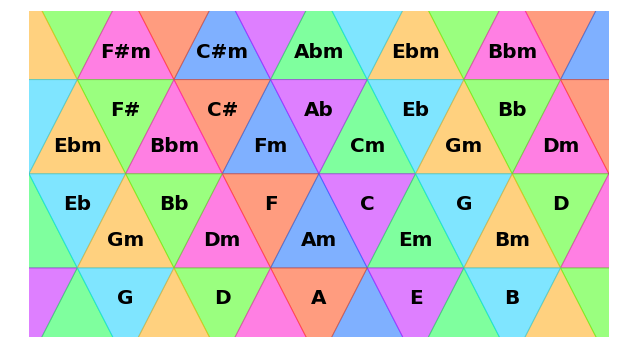 F#m C#m Abm Ebm Bbm
F# C# Ab Eb Bb
Ebm Bbm Fm Cm Gm Dm
Eb Bb F C G D
Gm Dm Am Em Bm
G D A E B